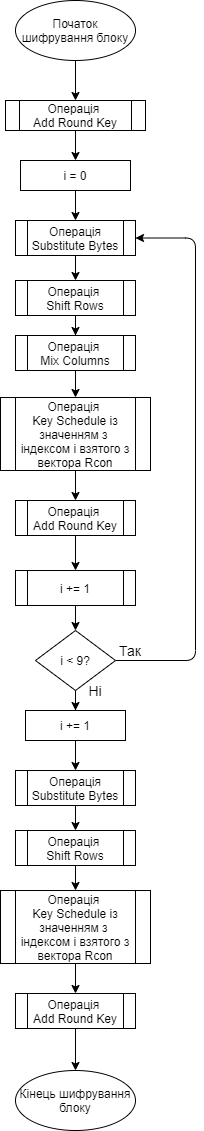 Початок
шифрування блоку
Операція
Add Round Key
i = 0
Операція
Substitute Bytes
Операція
Shift Rows
Операція
Mix Columns
Операція
Key Schedule із
значенням з
індексом i взятого з
вектора Rcon
Операція
Add Round Key
i += 1
i < 9?
Так
Ні
i += 1
Операція
Substitute Bytes
Операція
Shift Rows
Операція
Key Schedule із
значенням з
індексом i взятого з
вектора Rcon
Операція
Add Round Key
Кінець шифрування
блоку